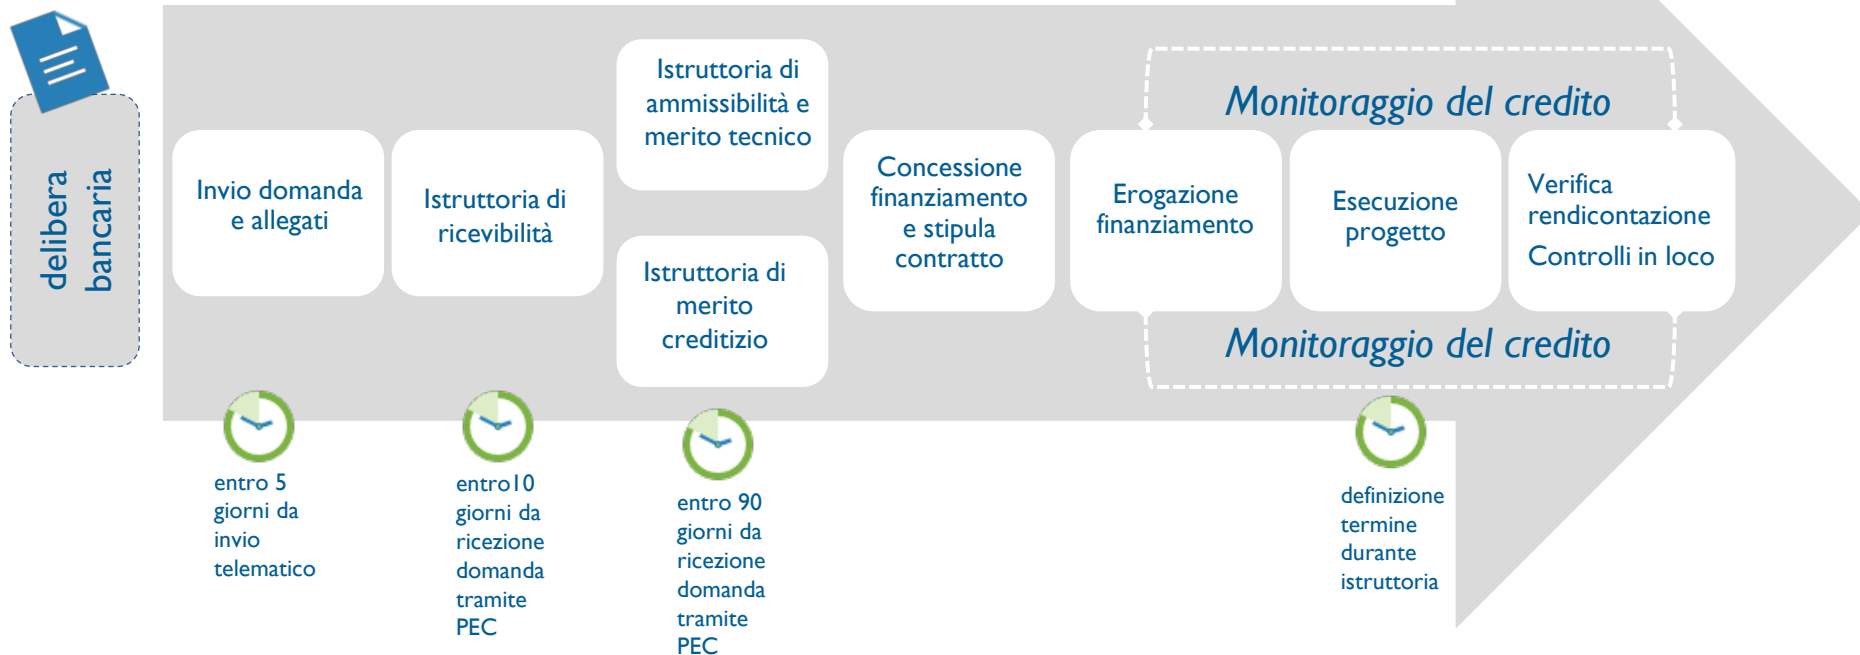 delibera
bancaria
Invio domanda
e allegati
Istruttoria di
ricevibilità
Istruttoria di
ammissibilità e
merito tecnico
Istruttoria di
merito
creditizio
Concessione
finanziamento
e stipula
contratto
Monitoraggio del credito
Erogazione
finanziamento
Esecuzione
progetto
Verifica
rendicontazione
Controlli in loco
Monitoraggio del credito
entro 5
giorni da
invio
telematico
entro10
giorni da
ricezione
domanda
tramite
PEC
entro 90
giorni da
ricezione
domanda
tramite
PEC
definizione
termine
durante
istruttoria